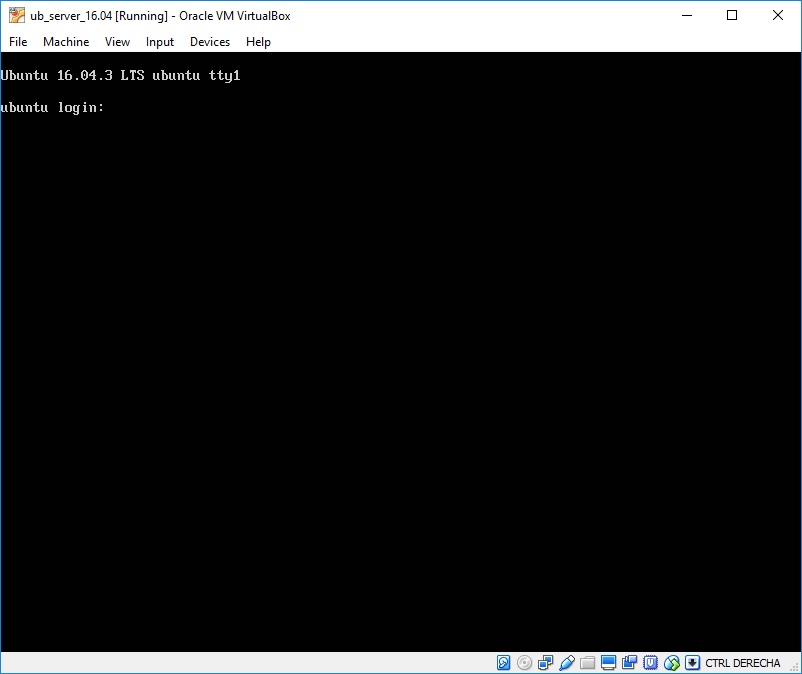 ub_server_16.04 [Running] - Oracle VM VirtualBox
File Machine View Input Devices Help
Ubuntu 16.04.3 LTS ubuntu tty1
ubuntu login:
CTRL DERECHA